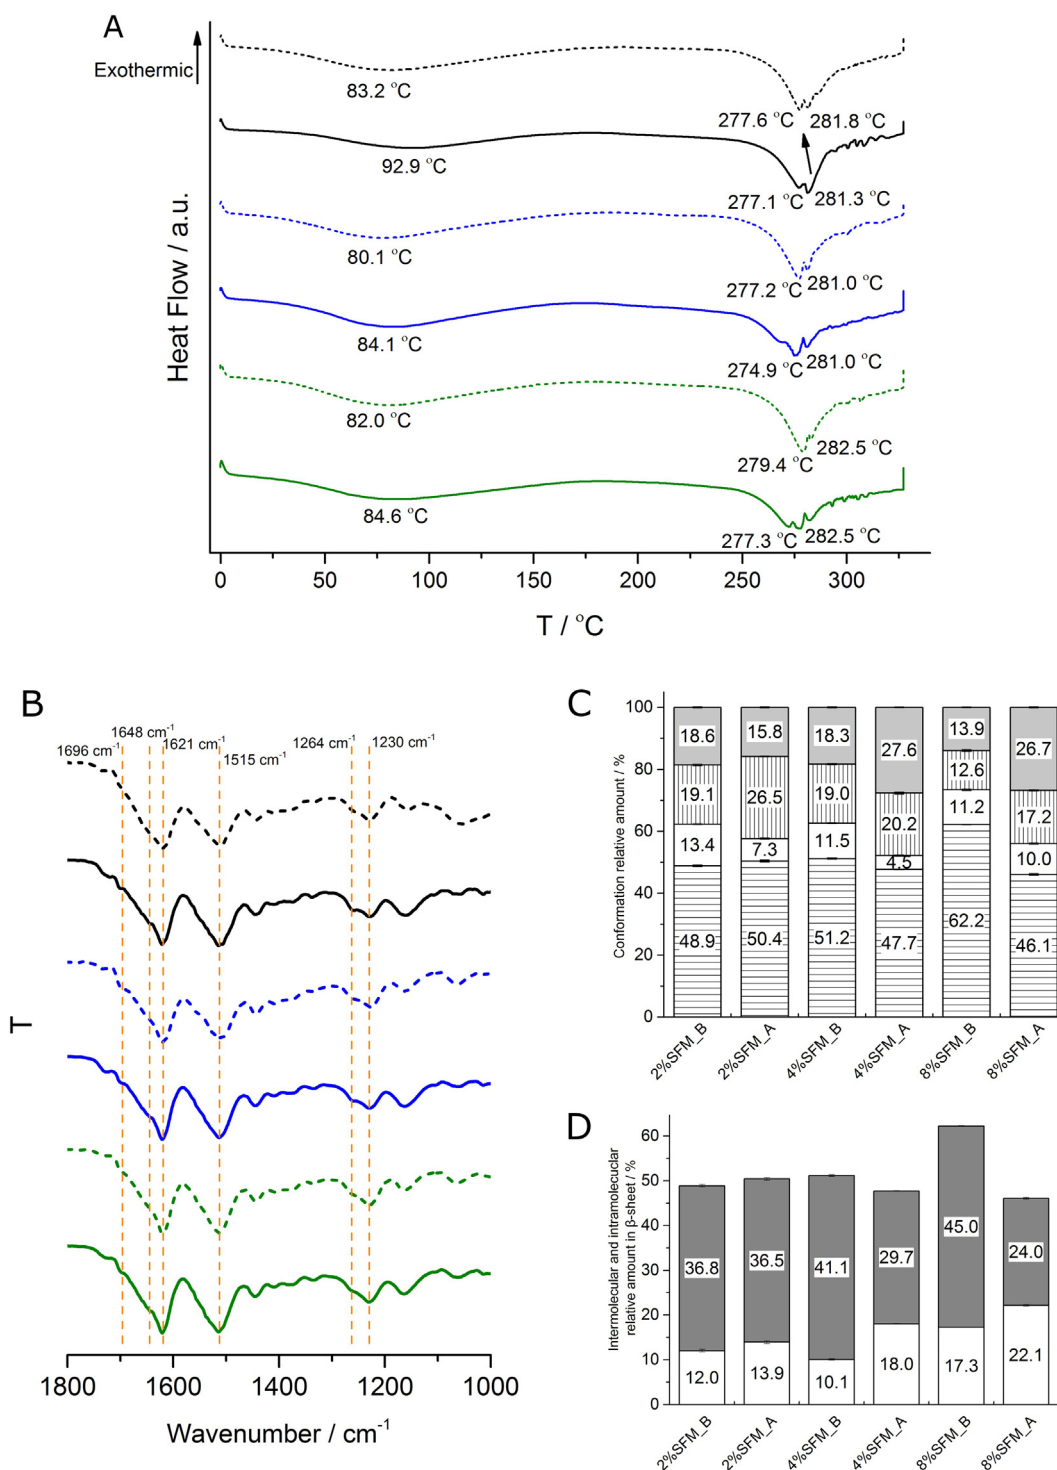 A
Exothermic
83.2 °C
277.6 °C
281.8 °C
92.9 °C
277.1 °C
281.3 °C
80.1 °C
277.2 °C
281.0 °C
84.1 °C
274.9 °C
281.0 °C
82.0 °C
279.4 °C
282.5 °C
84.6 °C
277.3 °C
282.5 °C
Heat Flow / a.u.
0 50 100 150 200 250 300
T / °C
B
1696 cm⁻¹
1648 cm⁻¹
1621 cm⁻¹
1515 cm⁻¹
1264 cm⁻¹
1230 cm⁻¹
T
1800 1600 1400 1200 1000
Wavenumber / cm⁻¹
C
Conformation relative amount / %
100
80
60
40
20
0
18.6 15.8 18.3 27.6 13.9 26.7
19.1 26.5 19.0 20.2 12.6 17.2
13.4 7.3 11.5 4.5 11.2 10.0
48.9 50.4 51.2 47.7 62.2 46.1
2%SFM_B 2%SFM_A 4%SFM_B 4%SFM_A 8%SFM_B 8%SFM_A
D
Intermolecular and intramolecuclar
relative amount in β-sheet / %
60
50
40
30
20
10
0
36.8 36.5 41.1 29.7 45.0 24.0
12.0 13.9 10.1 18.0 17.3 22.1
2%SFM_B 2%SFM_A 4%SFM_B 4%SFM_A 8%SFM_B 8%SFM_A